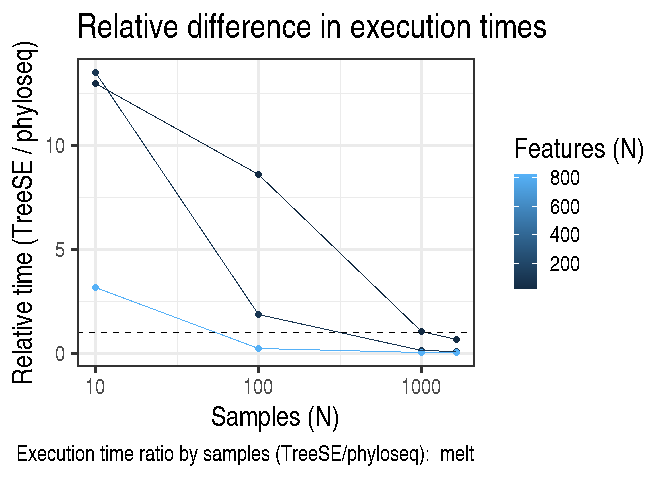 Relative difference in execution times
Relative time (TreeSE / phyloseq)
10
5
0
10
100
1000
Samples (N)
Features (N)
800
600
400
200
Execution time ratio by samples (TreeSE/phyloseq):  melt